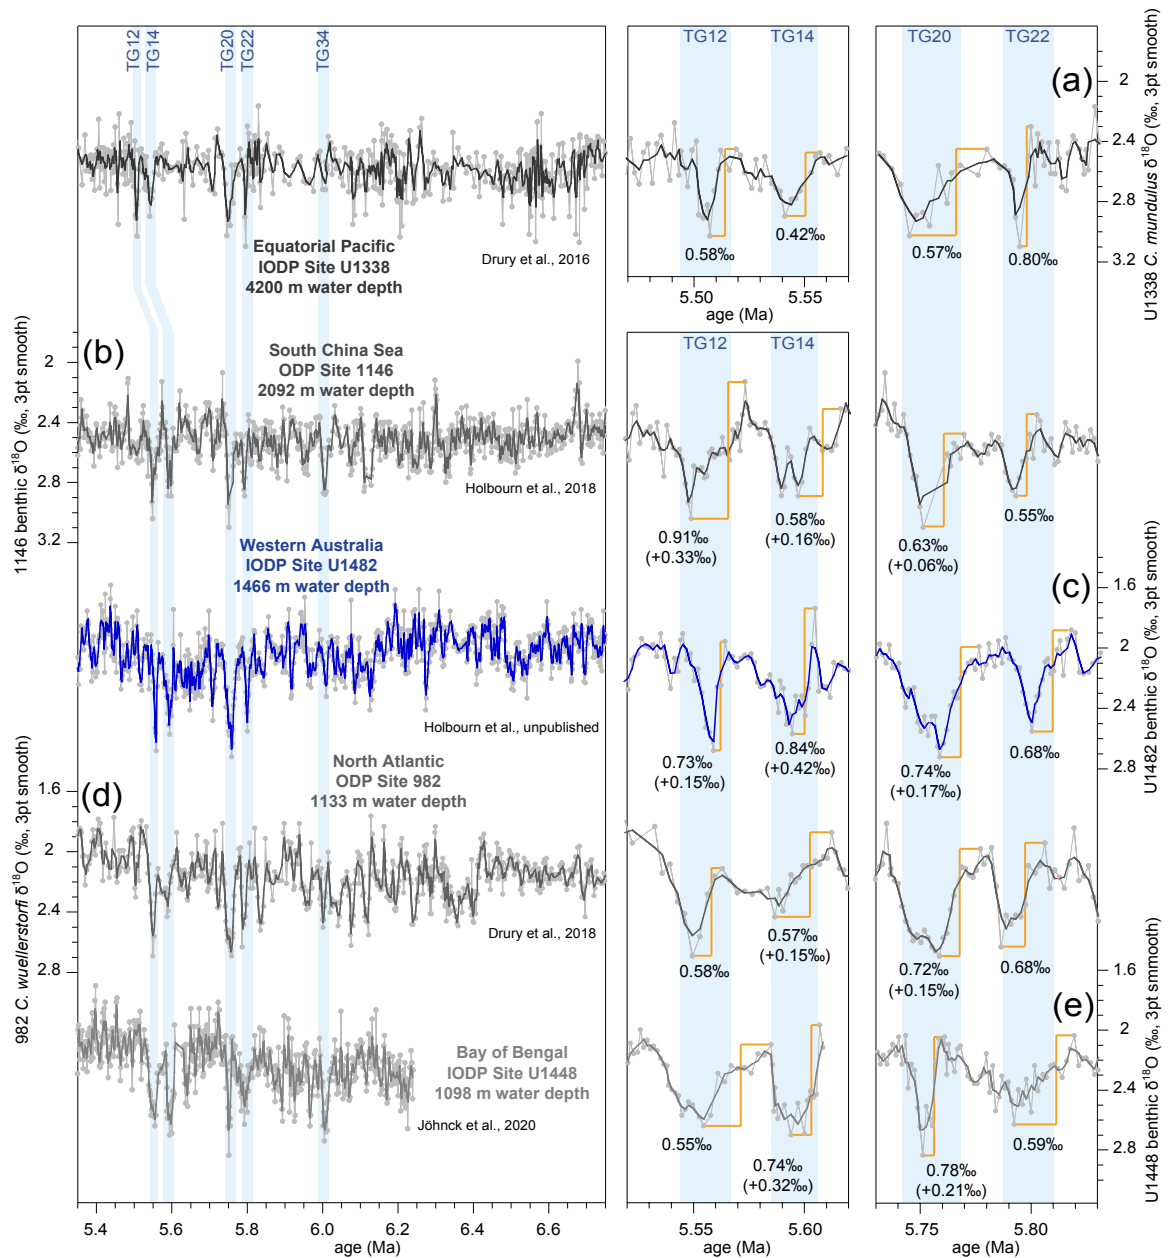 TG12
TG14
TG20
TG22
TG34
TG12
TG14
TG20
TG22
(a)
2
2.4
2.8
3.2
U1338 C. mundulus δ18O (‰, 3pt smooth)
Equatorial Pacific
IODP Site U1338
4200 m water depth
Drury et al., 2016
0.58‰
0.42‰
0.57‰
0.80‰
5.50
5.55
age (Ma)
TG12
TG14
(b)
2
2.4
2.8
3.2
1146 benthic δ18O (‰, 3pt smooth)
South China Sea
ODP Site 1146
2092 m water depth
Holbourn et al., 2018
0.91‰
(+0.33‰)
0.58‰
(+0.16‰)
0.63‰
(+0.06‰)
0.55‰
Western Australia
IODP Site U1482
1466 m water depth
Holbourn et al., unpublished
(c)
1.6
2
2.4
2.8
U1482 benthic δ18O (‰, 3pt smooth)
0.73‰
(+0.15‰)
0.84‰
(+0.42‰)
0.74‰
(+0.17‰)
0.68‰
North Atlantic
ODP Site 982
1133 m water depth
(d)
1.6
2
2.4
2.8
982 C. wuellerstorfi δ18O (‰, 3pt smooth)
Drury et al., 2018
0.58‰
0.57‰
(+0.15‰)
0.72‰
(+0.15‰)
0.68‰
(e)
1.6
2
2.4
2.8
U1448 benthic δ18O (‰, 3pt smmooth)
Bay of Bengal
IODP Site U1448
1098 m water depth
Jöhnck et al., 2020
0.55‰
0.74‰
(+0.32‰)
0.78‰
(+0.21‰)
0.59‰
5.4
5.6
5.8
6.0
6.2
6.4
6.6
age (Ma)
5.55
5.60
age (Ma)
5.75
5.80
age (Ma)